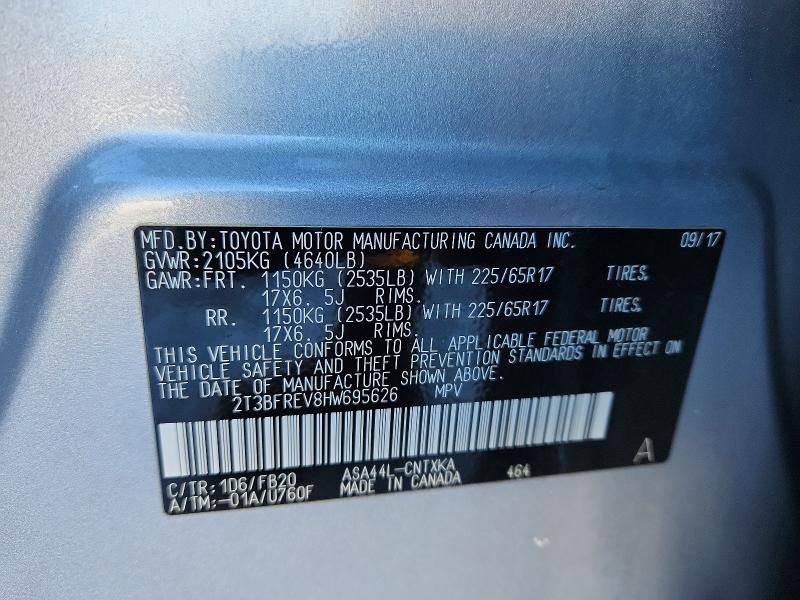 MFD.BY:TOYOTA MOTOR MANUFACTURING CANADA INC. 09/17
GVWR:2105KG (4640LB)
GAWR:FRT. 1150KG (2535LB) WITH 225/65R17 TIRES,
17X6. 5J RIMS.
RR. 1150KG (2535LB) WITH 225/65R17 TIRES,
17X6. 5J RIMS.
THIS VEHICLE CONFORMS TO ALL APPLICABLE FEDERAL MOTOR
VEHICLE SAFETY AND THEFT PREVENTION STANDARDS IN EFFECT ON
THE DATE OF MANUFACTURE SHOWN ABOVE.
2T3BFREV8HW695626 MPV
C/TR: 1D6/FB20 ASA44L-CNTXKA 464 A
A/TM:-01A/U760F MADE IN CANADA